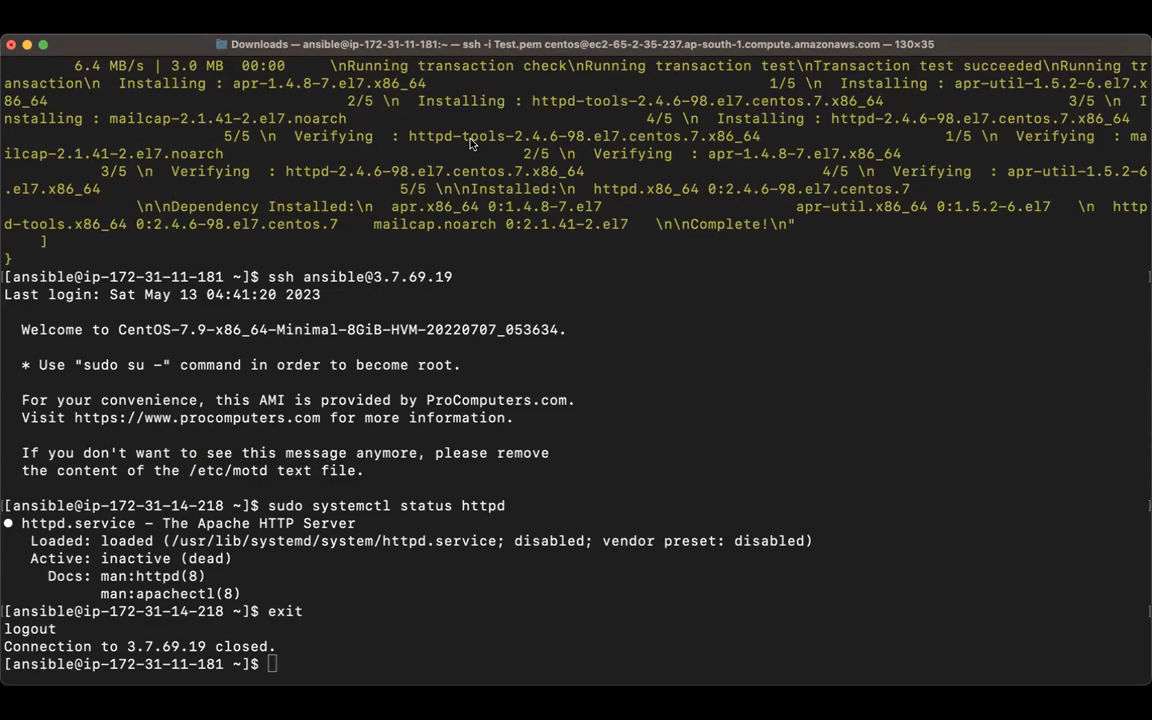 Downloads — ansible@ip-172-31-11-181:~ — ssh -i Test.pem centos@ec2-65-2-35-237.ap-south-1.compute.amazonaws.com — 130×35
6.4 MB/s | 3.0 MB  00:00     \nRunning transaction check\nRunning transaction test\nTransaction test succeeded\nRunning tr
ansaction\n  Installing : apr-1.4.8-7.el7.x86_64                                       1/5 \n  Installing : apr-util-1.5.2-6.el7.x
86_64                                  2/5 \n  Installing : httpd-tools-2.4.6-98.el7.centos.7.x86_64                     3/5 \n  I
nstalling : mailcap-2.1.41-2.el7.noarch                                  4/5 \n  Installing : httpd-2.4.6-98.el7.centos.7.x86_64
5/5 \n  Verifying  : httpd-tools-2.4.6-98.el7.centos.7.x86_64                     1/5 \n  Verifying  : ma
ilcap-2.1.41-2.el7.noarch                                  2/5 \n  Verifying  : apr-1.4.8-7.el7.x86_64
3/5 \n  Verifying  : httpd-2.4.6-98.el7.centos.7.x86_64                           4/5 \n  Verifying  : apr-util-1.5.2-6
.el7.x86_64                                  5/5 \n\nInstalled:\n  httpd.x86_64 0:2.4.6-98.el7.centos.7
\n\nDependency Installed:\n  apr.x86_64 0:1.4.8-7.el7                      apr-util.x86_64 0:1.5.2-6.el7   \n  http
d-tools.x86_64 0:2.4.6-98.el7.centos.7    mailcap.noarch 0:2.1.41-2.el7   \n\nComplete!\n"
]
}
[ansible@ip-172-31-11-181 ~]$ ssh ansible@3.7.69.19
Last login: Sat May 13 04:41:20 2023
Welcome to CentOS-7.9-x86_64-Minimal-8GiB-HVM-20220707_053634.
* Use "sudo su -" command in order to become root.
For your convenience, this AMI is provided by ProComputers.com.
Visit https://www.procomputers.com for more information.
If you don't want to see this message anymore, please remove
the content of the /etc/motd text file.
[ansible@ip-172-31-14-218 ~]$ sudo systemctl status httpd
● httpd.service - The Apache HTTP Server
Loaded: loaded (/usr/lib/systemd/system/httpd.service; disabled; vendor preset: disabled)
Active: inactive (dead)
Docs: man:httpd(8)
man:apachectl(8)
[ansible@ip-172-31-14-218 ~]$ exit
logout
Connection to 3.7.69.19 closed.
[ansible@ip-172-31-11-181 ~]$